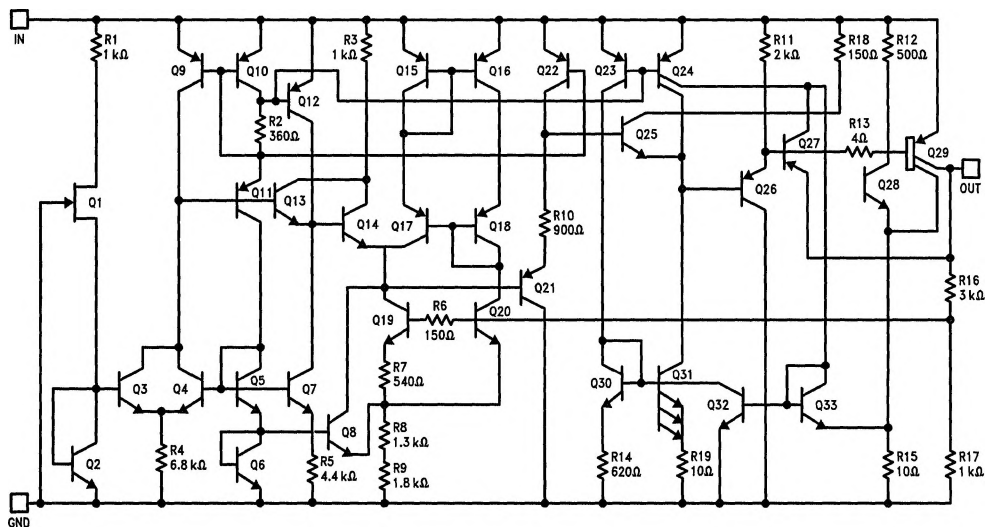 IN
R1
1 kΩ
Q9
Q10
Q12
R2
360Ω
R3
1 kΩ
Q15
Q16
Q22
Q23
Q24
Q25
R11
2 kΩ
R18
150Ω
R12
500Ω
Q27
R13
4Ω
Q29
OUT
Q1
Q11
Q13
Q14
Q17
Q18
R10
900Ω
Q26
Q28
Q21
R16
3 kΩ
Q19
R6
150Ω
Q20
R7
540Ω
Q3
Q4
Q5
Q7
Q8
Q30
Q31
Q32
Q33
Q2
R4
6.8 kΩ
Q6
R5
4.4 kΩ
R8
1.3 kΩ
R9
1.8 kΩ
R14
620Ω
R19
10Ω
R15
10Ω
R17
1 kΩ
GND